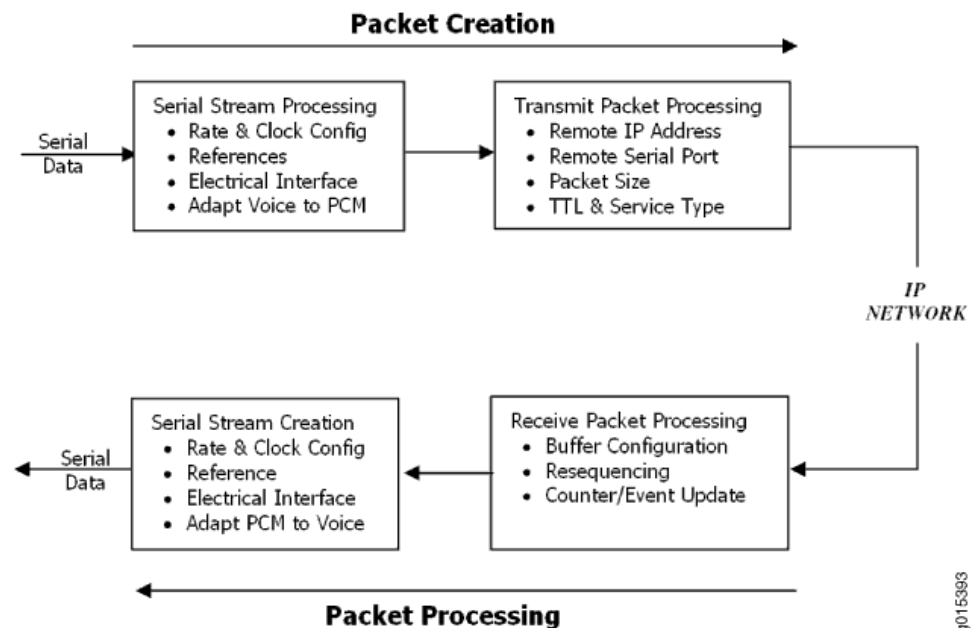 Packet Creation
Serial
Data
Serial Stream Processing
• Rate & Clock Config
• References
• Electrical Interface
• Adapt Voice to PCM
Transmit Packet Processing
• Remote IP Address
• Remote Serial Port
• Packet Size
• TTL & Service Type
IP
NETWORK
Receive Packet Processing
• Buffer Configuration
• Resequencing
• Counter/Event Update
Serial Stream Creation
• Rate & Clock Config
• Reference
• Electrical Interface
• Adapt PCM to Voice
Serial
Data
Packet Processing
g015393